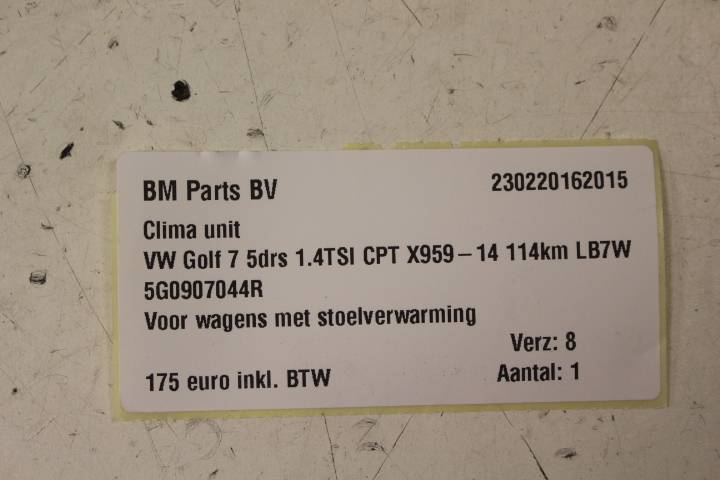 BM Parts BV 230220162015
Clima unit
VW Golf 7 5drs 1.4TSI CPT X959-14 114km LB7W
5G0907044R
Voor wagens met stoelverwarming
Verz: 8
175 euro inkl. BTW Aantal: 1